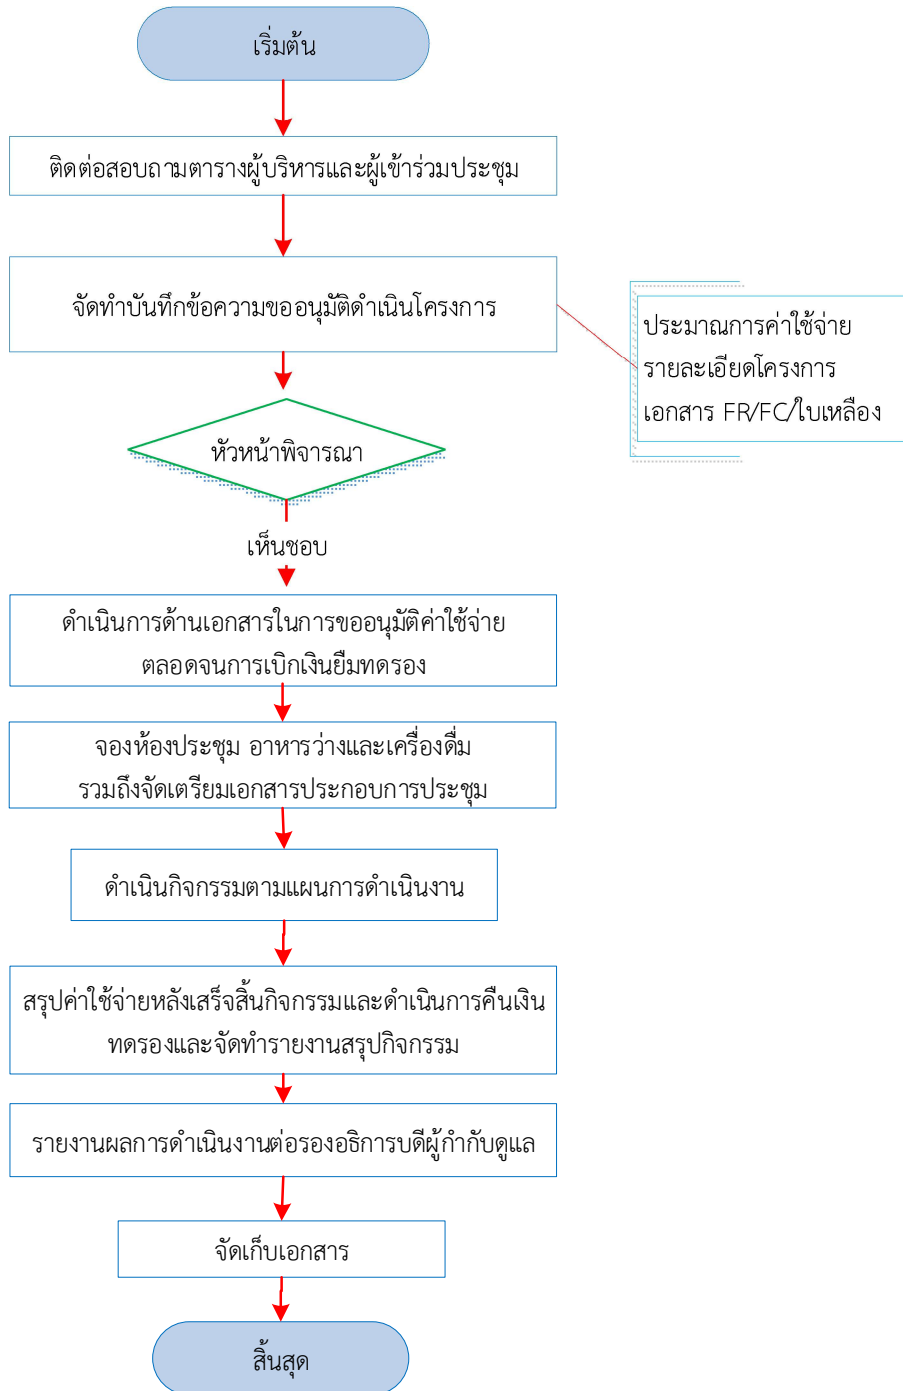 เริ่มต้น
ติดต่อสอบถามตารางผู้บริหารและผู้เข้าร่วมประชุม
จัดทำบันทึกข้อความขออนุมัติดำเนินโครงการ
ประมาณการค่าใช้จ่าย
รายละเอียดโครงการ
เอกสาร FR/FC/ใบเหลือง
หัวหน้าพิจารณา
เห็นชอบ
ดำเนินการด้านเอกสารในการขออนุมัติค่าใช้จ่าย
ตลอดจนการเบิกเงินยืมทดรอง
จองห้องประชุม อาหารว่างและเครื่องดื่ม
รวมถึงจัดเตรียมเอกสารประกอบการประชุม
ดำเนินกิจกรรมตามแผนการดำเนินงาน
สรุปค่าใช้จ่ายหลังเสร็จสิ้นกิจกรรมและดำเนินการคืนเงิน
ทดรองและจัดทำรายงานสรุปกิจกรรม
รายงานผลการดำเนินงานต่อรองอธิการบดีผู้กำกับดูแล
จัดเก็บเอกสาร
สิ้นสุด